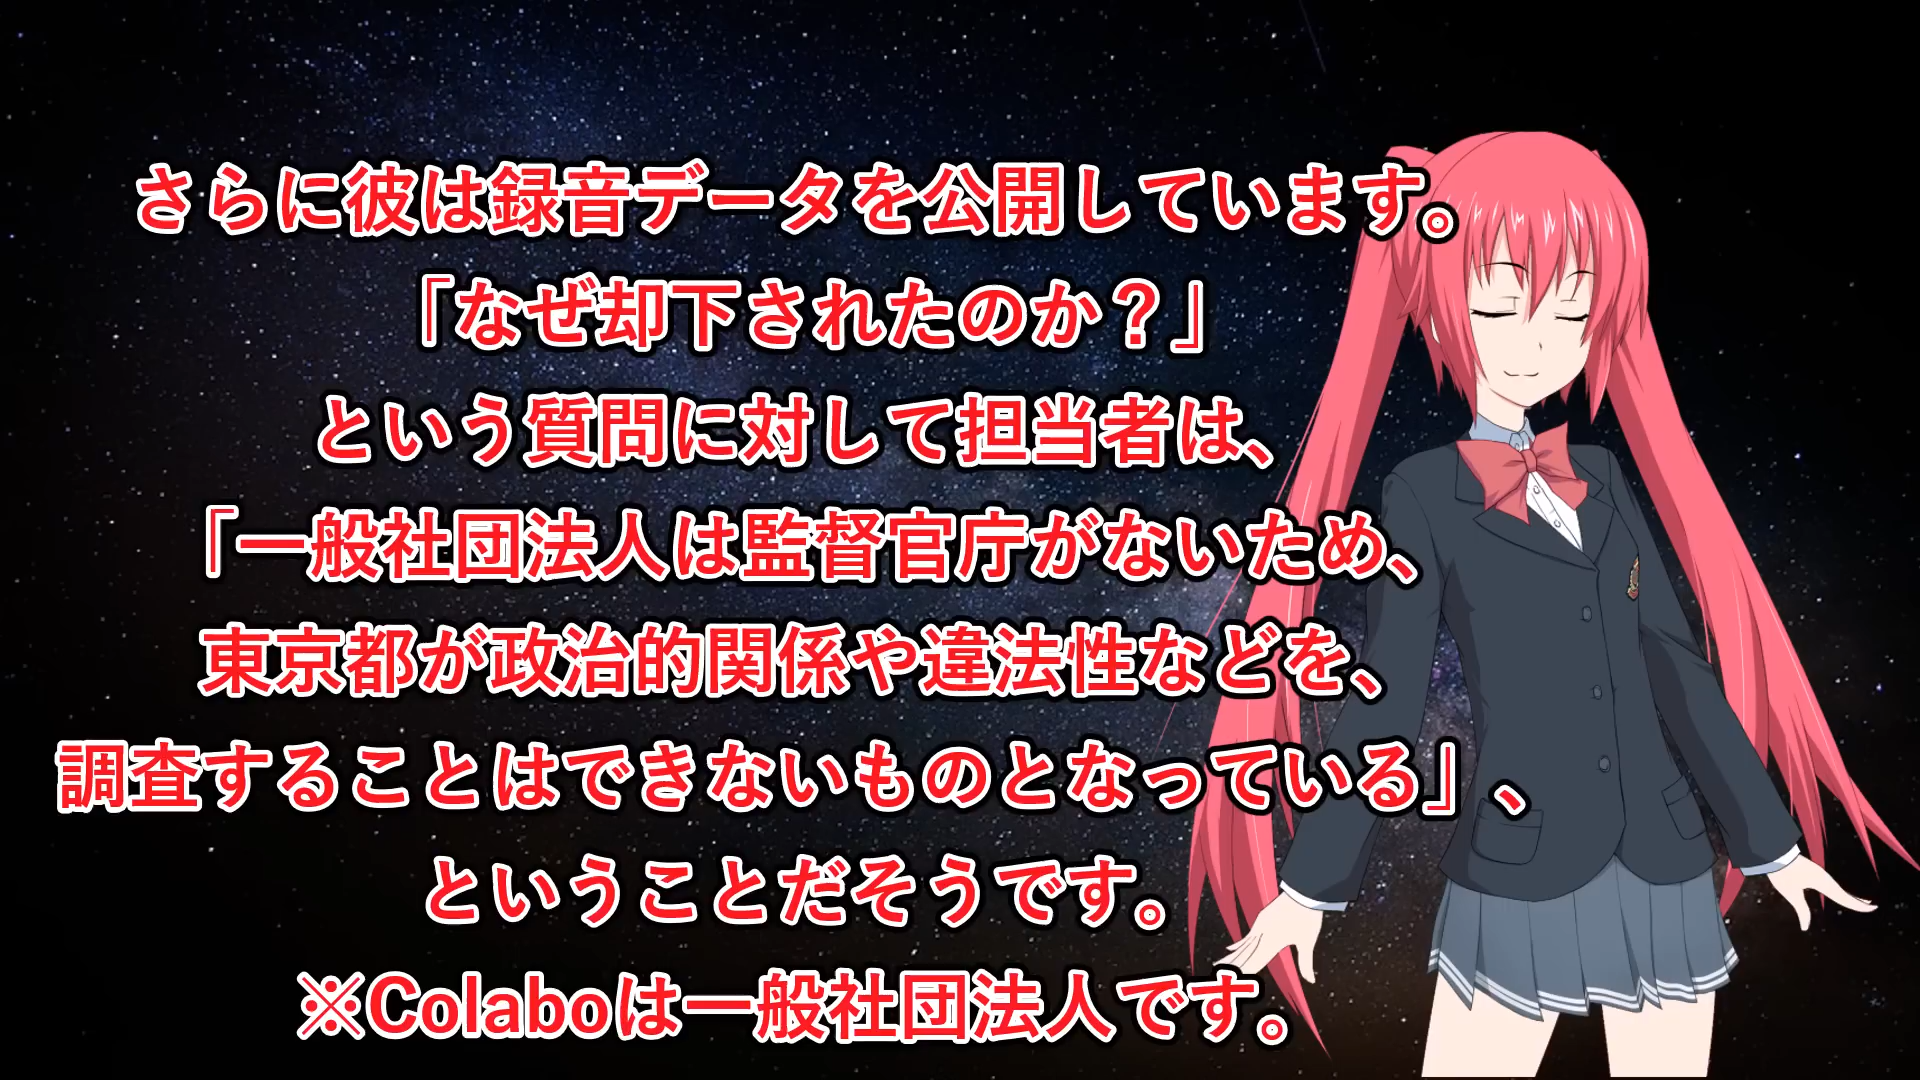 さらに彼は録音データを公開しています。
「なぜ却下されたのか？」
という質問に対して担当者は、
「一般社団法人は監督官庁がないため、
東京都が政治的関係や違法性などを、
調査することはできないものとなっている」、
ということだそうです。
※Colaboは一般社団法人です。